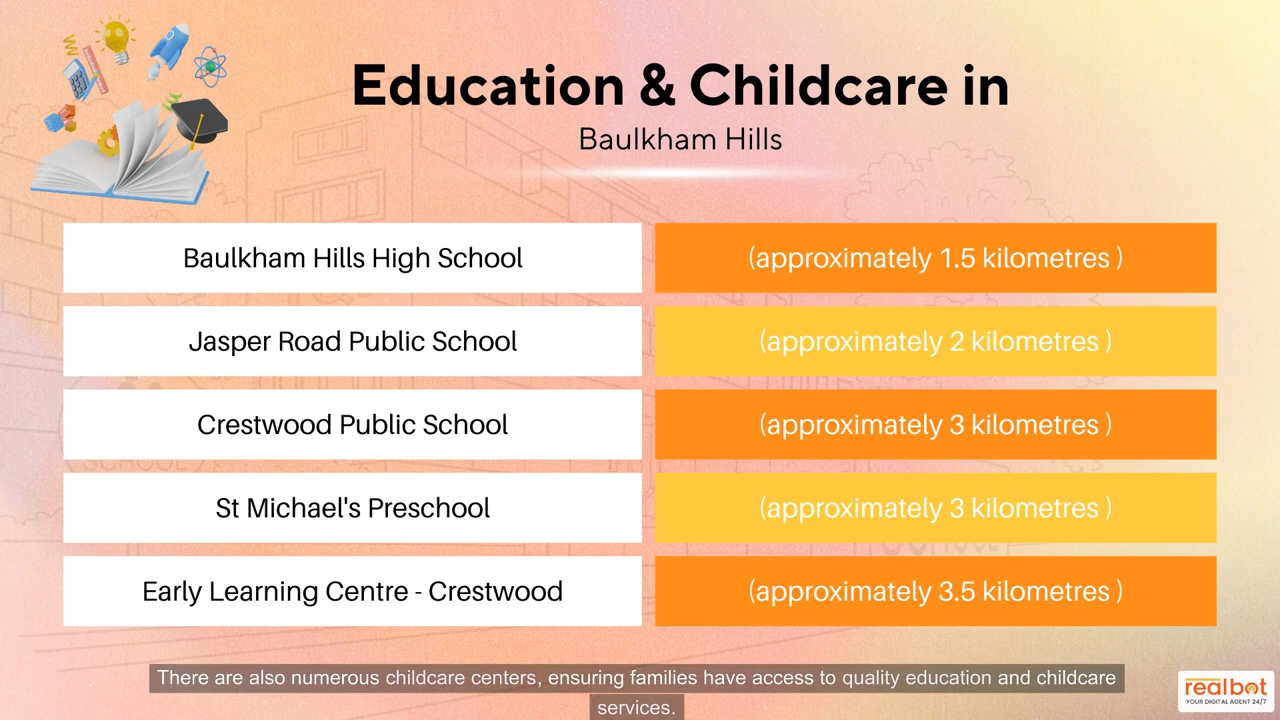 Education & Childcare in
Baulkham Hills
Baulkham Hills High School
(approximately 1.5 kilometres )
Jasper Road Public School
(approximately 2 kilometres )
Crestwood Public School
(approximately 3 kilometres )
St Michael's Preschool
(approximately 3 kilometres )
Early Learning Centre - Crestwood
(approximately 3.5 kilometres )
SCHOOL
SCHOOL
There are also numerous childcare centers, ensuring families have access to quality education and childcare
services.
realbot
YOUR DIGITAL AGENT 24/7